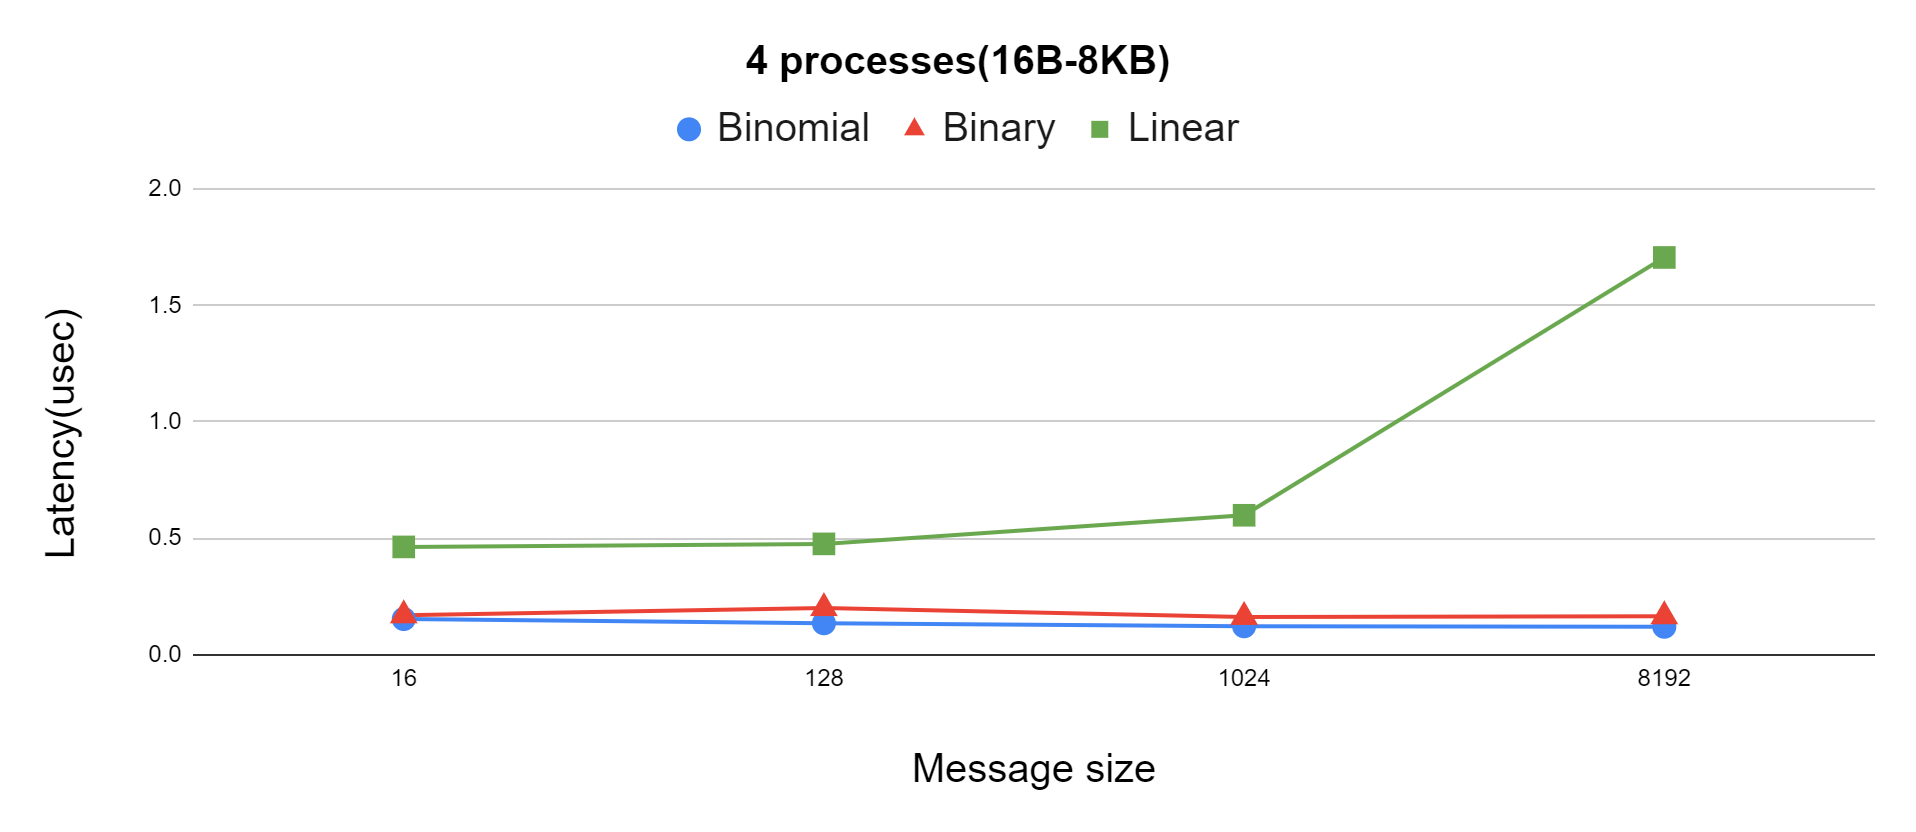 4 processes(16B-8KB)
Binomial Binary Linear
2.0
1.5
1.0
0.5
0.0
Latency(usec)
16 128 1024 8192
Message size